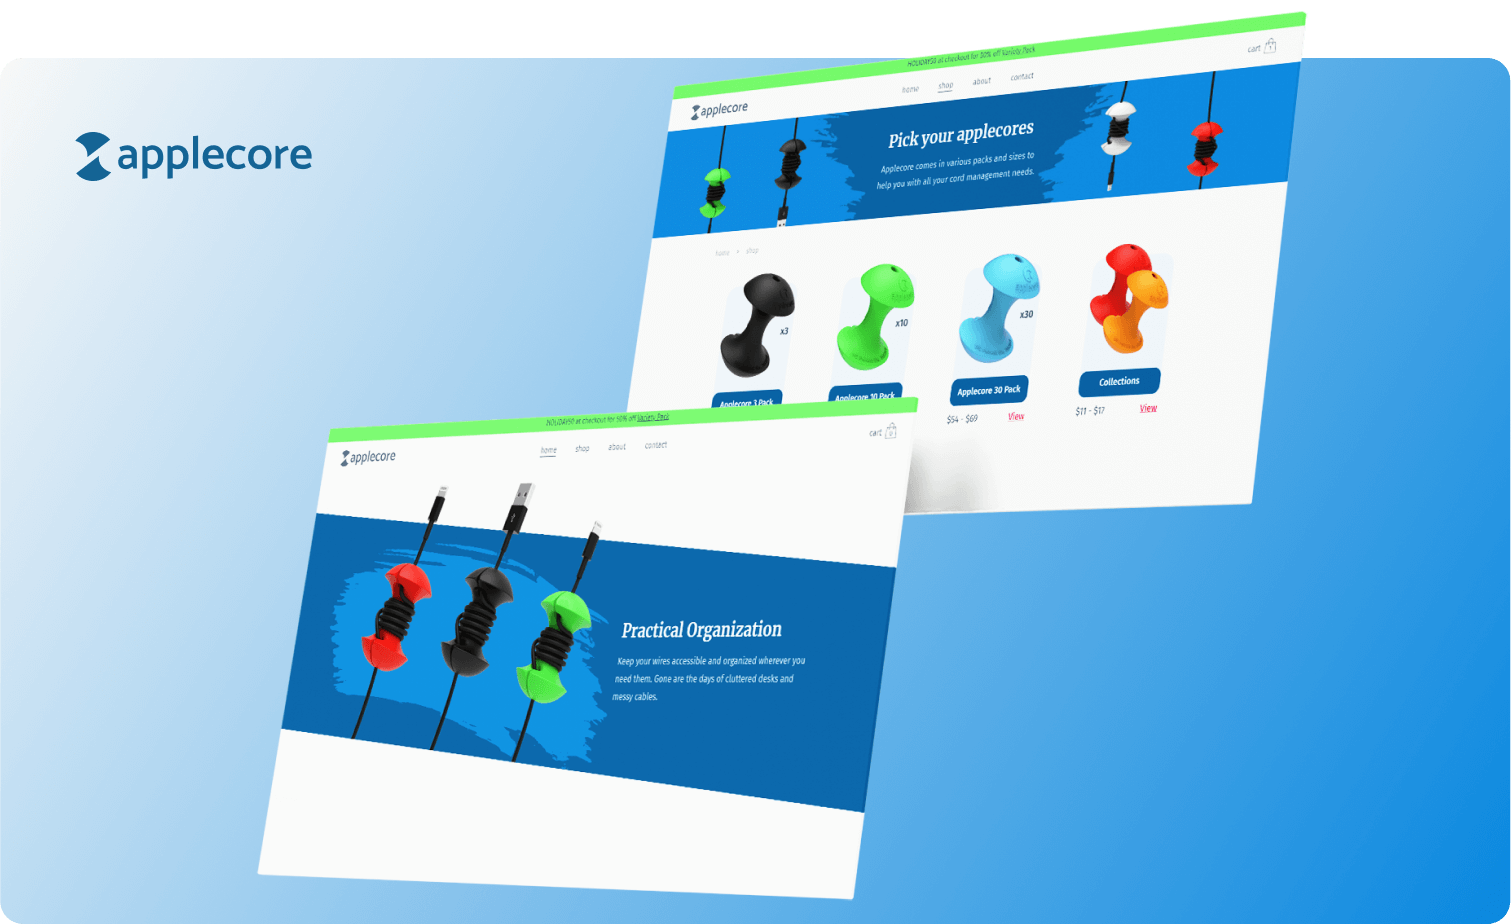 applecore
HOLIDAY50 at checkout for 50% off Variety Pack
cart
home shop about contact
applecore
Pick your applecores
Applecore comes in various packs and sizes to
help you with all your cord management needs.
home • shop
x3
x10
x30
Applecore 3 Pack
Applecore 10 Pack
Applecore 30 Pack
Collections
$54 - $69 View
$11 - $17 View
HOLIDAY50 at checkout for 50% off Variety Pack
cart
home shop about contact
applecore
Practical Organization
Keep your wires accessible and organized wherever you
need them. Gone are the days of cluttered desks and
messy cables.